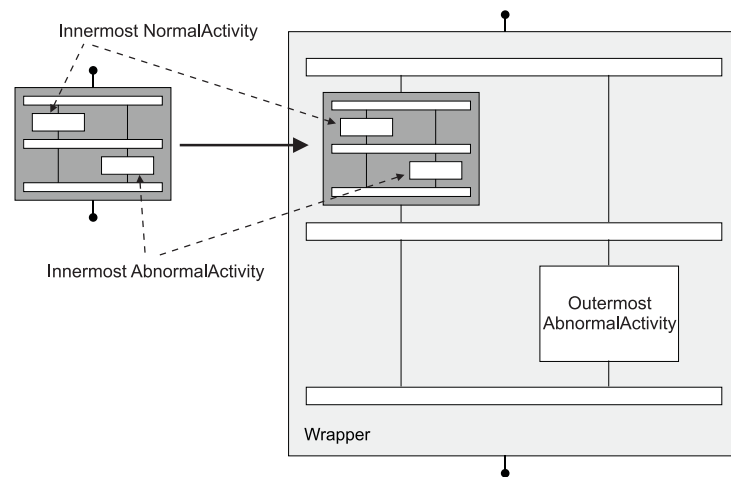 Innermost NormalActivity
Innermost AbnormalActivity
Outermost
AbnormalActivity
Wrapper